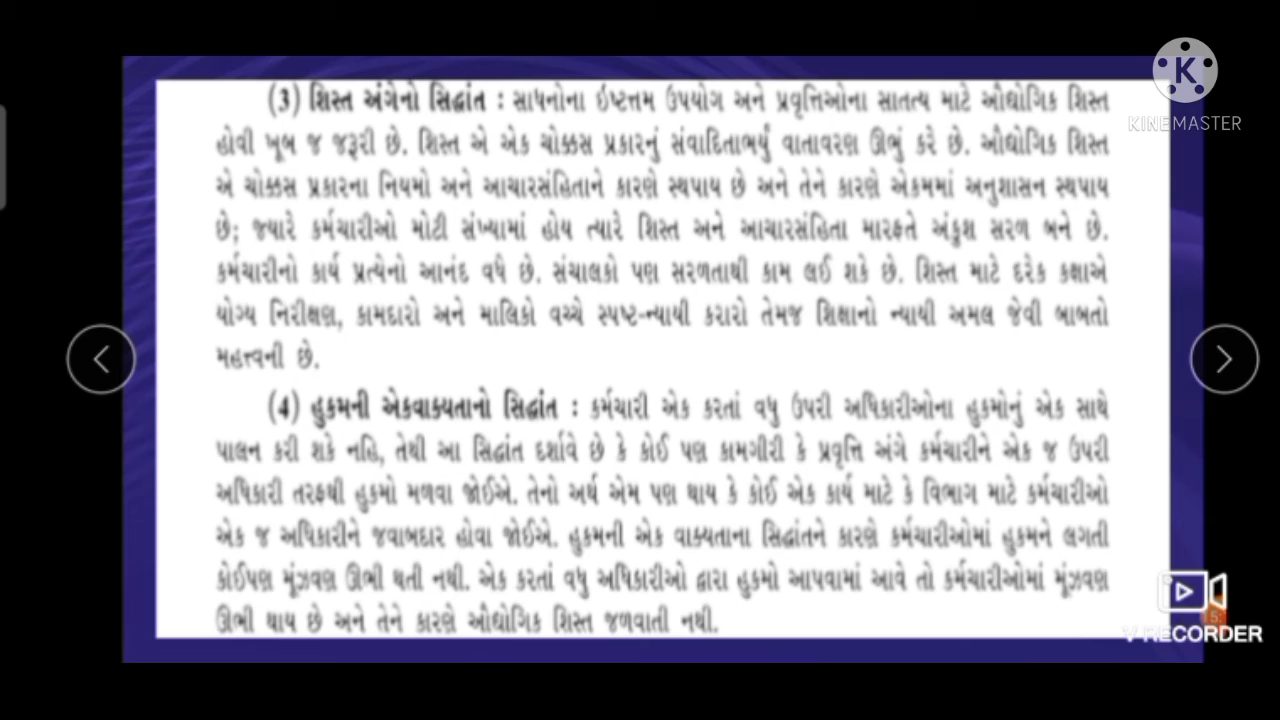 (3) શિસ્ત અંગેનો સિદ્ધાંત : સાધનોના ઇષ્ટત્તમ ઉપયોગ અને પ્રવૃત્તિઓના સાતત્ય માટે ઔદ્યોગિક શિસ્ત
હોવી ખૂબ જ જરૂરી છે. શિસ્ત એ એક ચોક્કસ પ્રકારનું સંવાદિતાભર્યું વાતાવરણ ઊભું કરે છે. ઔદ્યોગિક શિસ્ત
એ ચોક્કસ પ્રકારના નિયમો અને આચારસંહિતાને કારણે સ્થપાય છે અને તેને કારણે એકમમાં અનુશાસન સ્થપાય
છે; જ્યારે કર્મચારીઓ મોટી સંખ્યામાં હોય ત્યારે શિસ્ત અને આચારસંહિતા મારફતે અંકુશ સરળ બને છે.
કર્મચારીનો કાર્ય પ્રત્યેનો આનંદ વધે છે. સંચાલકો પણ સરળતાથી કામ લઈ શકે છે. શિસ્ત માટે દરેક કક્ષાએ
યોગ્ય નિરીક્ષણ, કામદારો અને માલિકો વચ્ચે સ્પષ્ટ-ન્યાયી કરારો તેમજ શિક્ષાનો ન્યાયી અમલ જેવી બાબતો
મહત્ત્વની છે.
(4) હુકમની એકવાક્યતાનો સિદ્ધાંત : કર્મચારી એક કરતાં વધુ ઉપરી અધિકારીઓના હુકમોનું એક સાથે
પાલન કરી શકે નહિ, તેથી આ સિદ્ધાંત દર્શાવે છે કે કોઈ પણ કામગીરી કે પ્રવૃત્તિ અંગે કર્મચારીને એક જ ઉપરી
અધિકારી તરફથી હુકમો મળવા જોઈએ. તેનો અર્થ એમ પણ થાય કે કોઈ એક કાર્ય માટે કે વિભાગ માટે કર્મચારીઓ
એક જ અધિકારીને જવાબદાર હોવા જોઈએ. હુકમની એક વાક્યતાના સિદ્ધાંતને કારણે કર્મચારીઓમાં હુકમને લગતી
કોઈપણ મૂંઝવણ ઊભી થતી નથી. એક કરતાં વધુ અધિકારીઓ દ્વારા હુકમો આપવામાં આવે તો કર્મચારીઓમાં મૂંઝવણ
ઊભી થાય છે અને તેને કારણે ઔદ્યોગિક શિસ્ત જળવાતી નથી.
K
KINEMASTER
V RECORDER